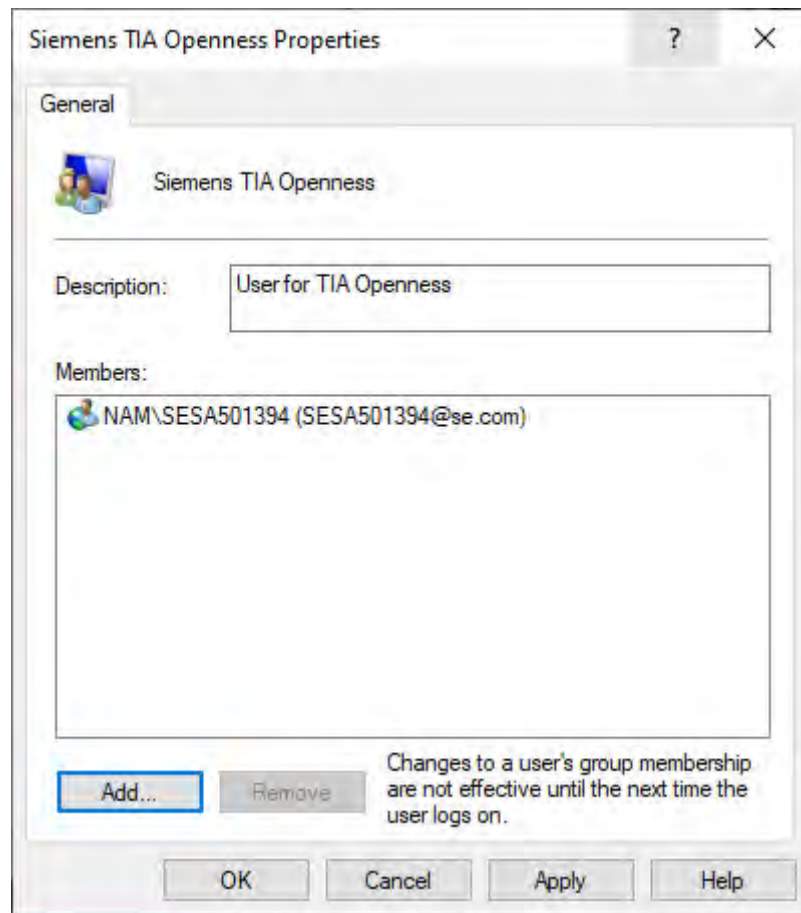 Siemens TIA Openness Properties
?
General
Siemens TIA Openness
Description:
User for TIA Openness
Members:
NAM\SESA501394 (SESA501394@se.com)
Add...
Remove
Changes to a user's group membership
are not effective until the next time the
user logs on.
OK
Cancel
Apply
Help